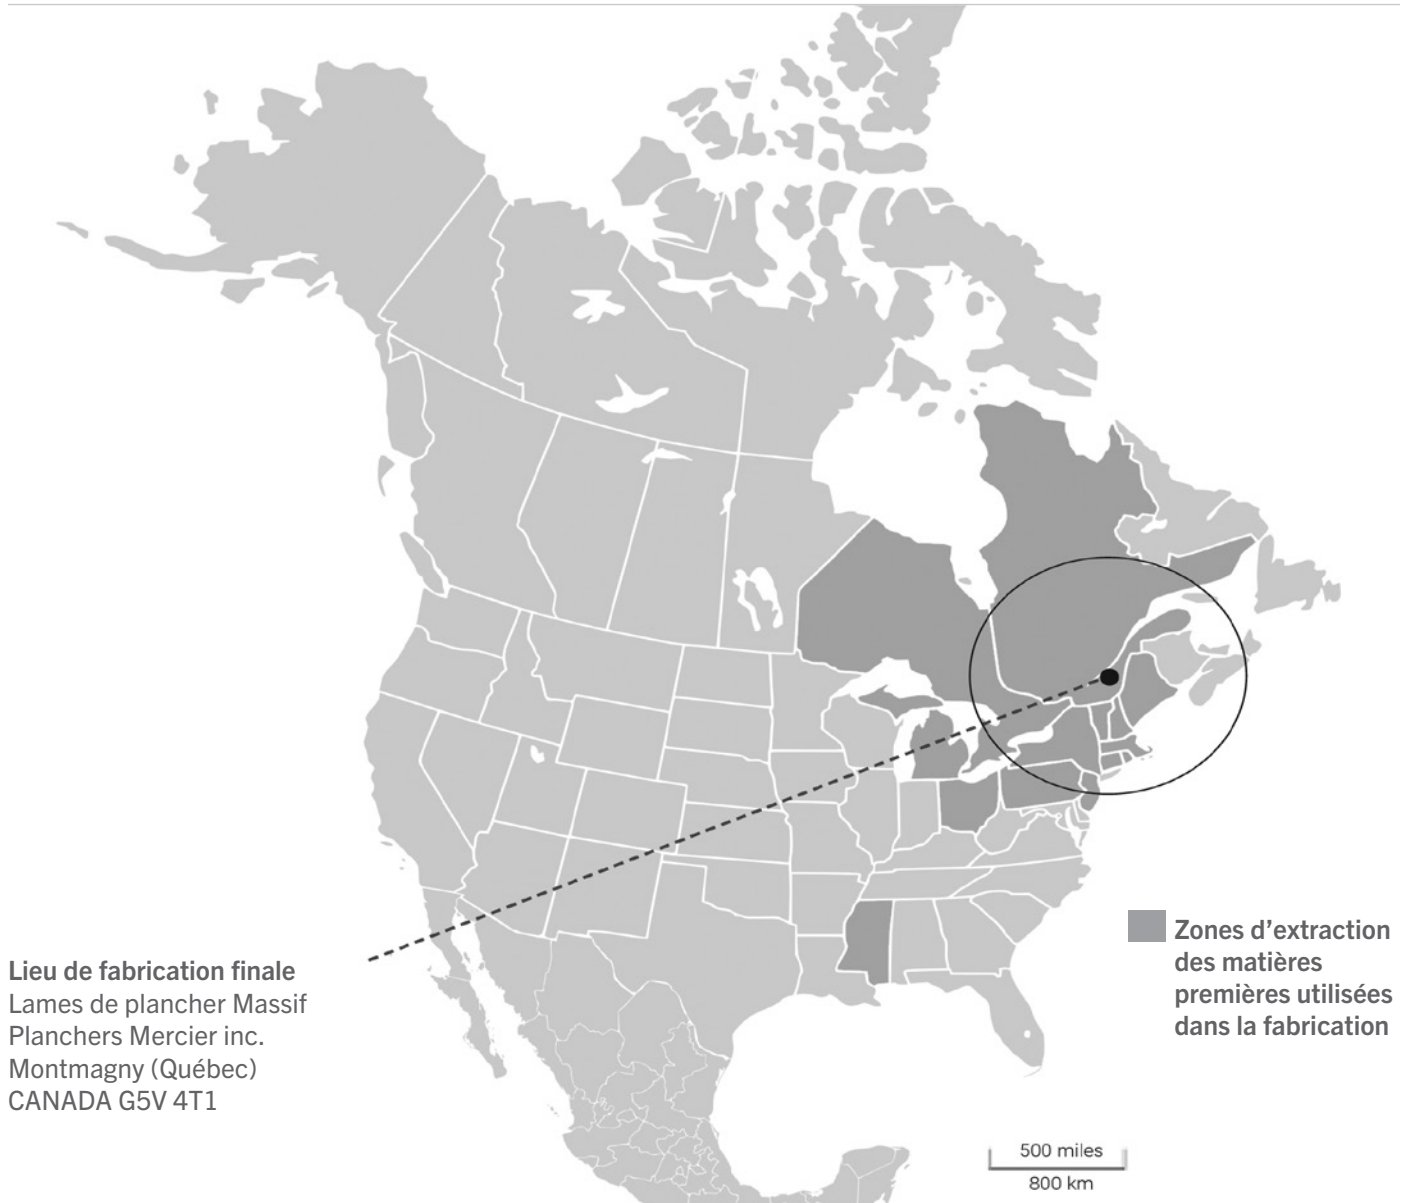 Lieu de fabrication finale
Lames de plancher Massif
Planchers Mercier inc.
Montmagny (Québec)
CANADA G5V 4T1
Zones d’extraction
des matières
premières utilisées
dans la fabrication
500 miles
800 km